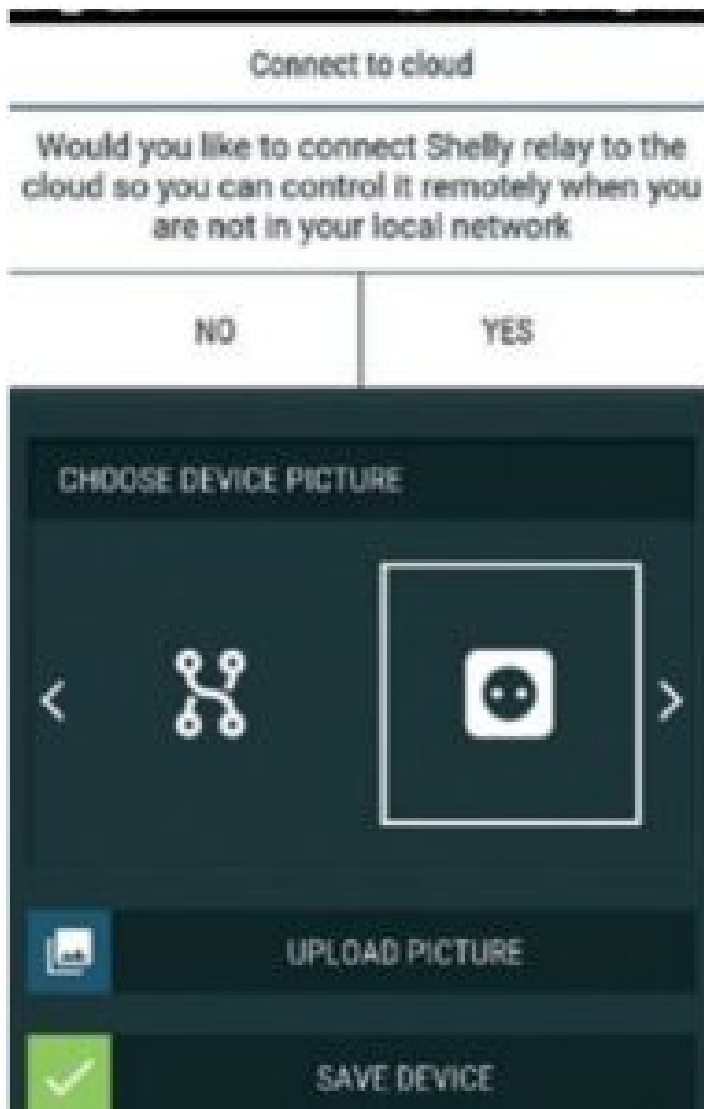 Connect to cloud
Would you like to connect Shelly relay to the
cloud so you can control it remotely when you
are not in your local network
NO
YES
CHOOSE DEVICE PICTURE
UPLOAD PICTURE
SAVE DEVICE